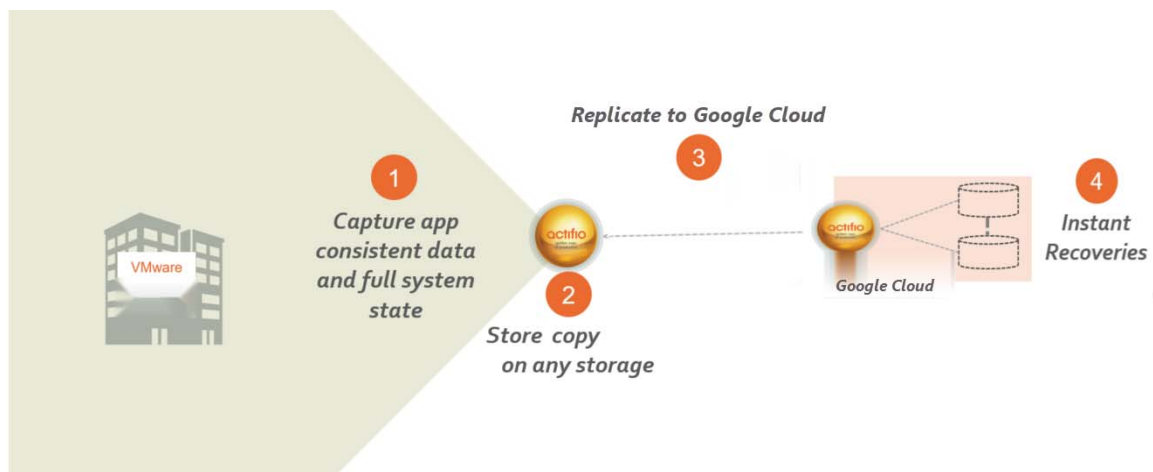 Replicate to Google Cloud
3
1
4
Capture app
consistent data
and full system
state
Instant
Recoveries
VMware
actifio
actifio
Google Cloud
2
Store copy
on any storage